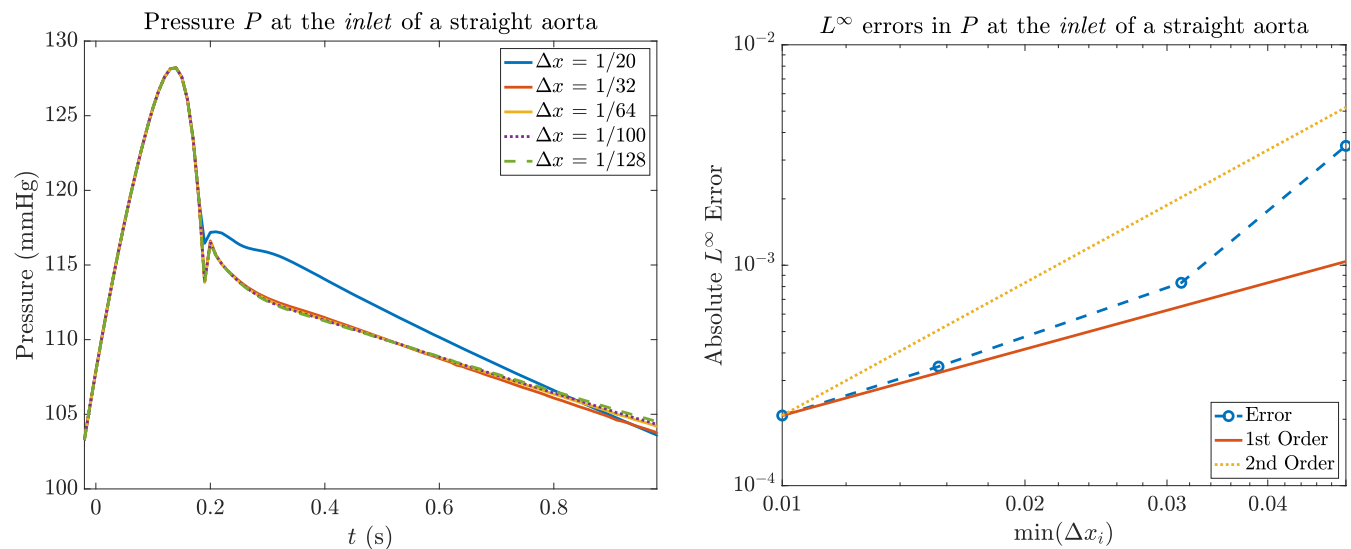 Pressure P at the inlet of a straight aorta
130
125
120
115
110
105
100
Pressure (mmHg)
0
0.2
0.4
0.6
0.8
t (s)
Δx = 1/20
Δx = 1/32
Δx = 1/64
Δx = 1/100
Δx = 1/128
L^∞ errors in P at the inlet of a straight aorta
10^−2
10^−3
10^−4
Absolute L^∞ Error
0.01
0.02
0.03
0.04
min(Δx_i)
Error
1st Order
2nd Order